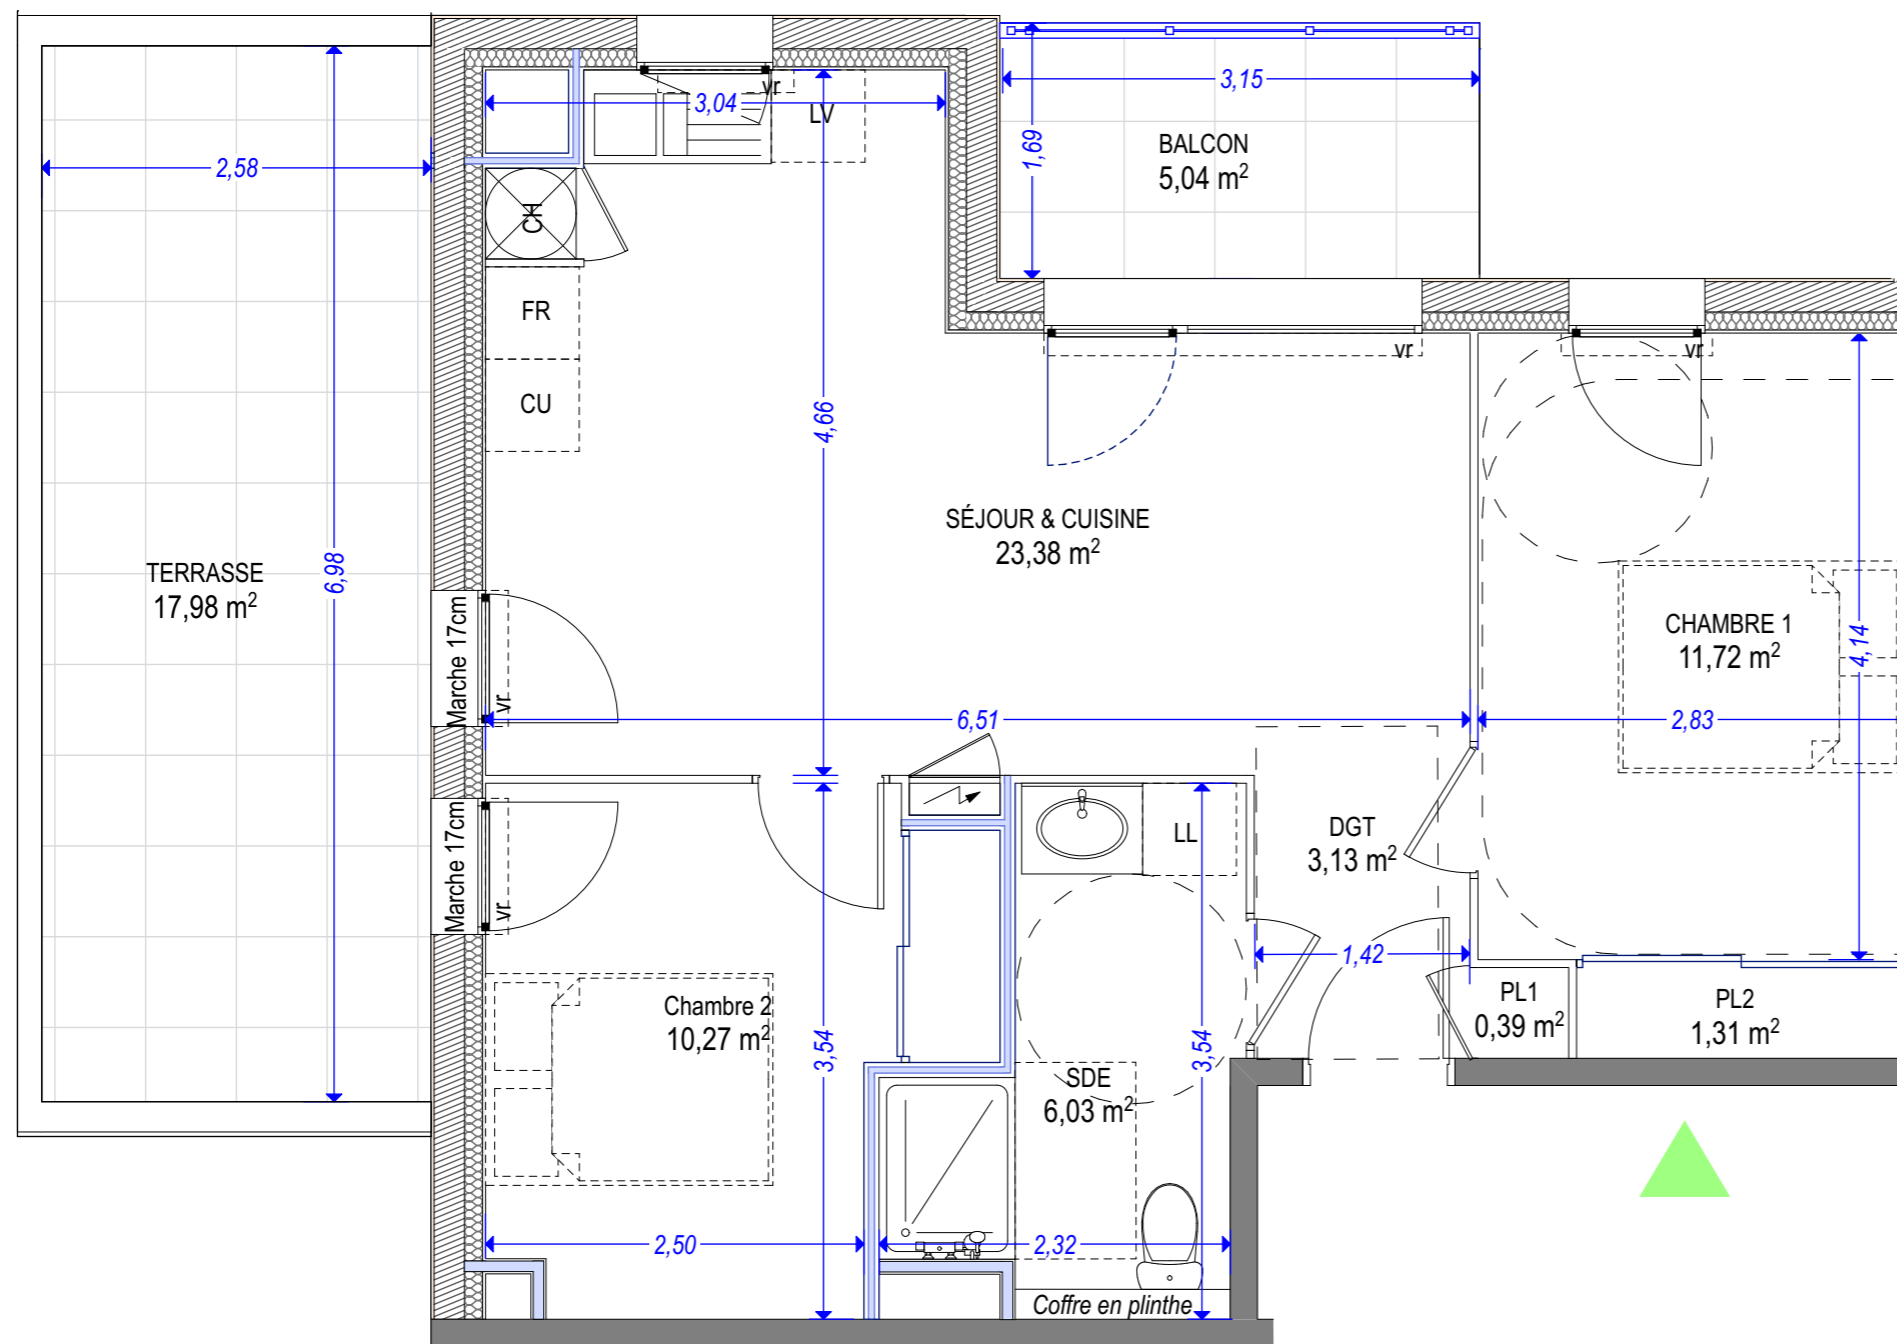 vr
3,04
LV
3,15
1,69
BALCON
5,04 m²
2,58
CH
FR
CU
vr
vr
4,66
SÉJOUR & CUISINE
23,38 m²
TERRASSE
17,98 m²
6,98
Marche 17cm
vr
CHAMBRE 1
11,72 m²
4,14
6,51
2,83
Marche 17cm
vr
LL
DGT
3,13 m²
1,42
Chambre 2
10,27 m²
3,54
3,54
PL1
0,39 m²
PL2
1,31 m²
SDE
6,03 m²
2,50
2,32
Coffre en plinthe